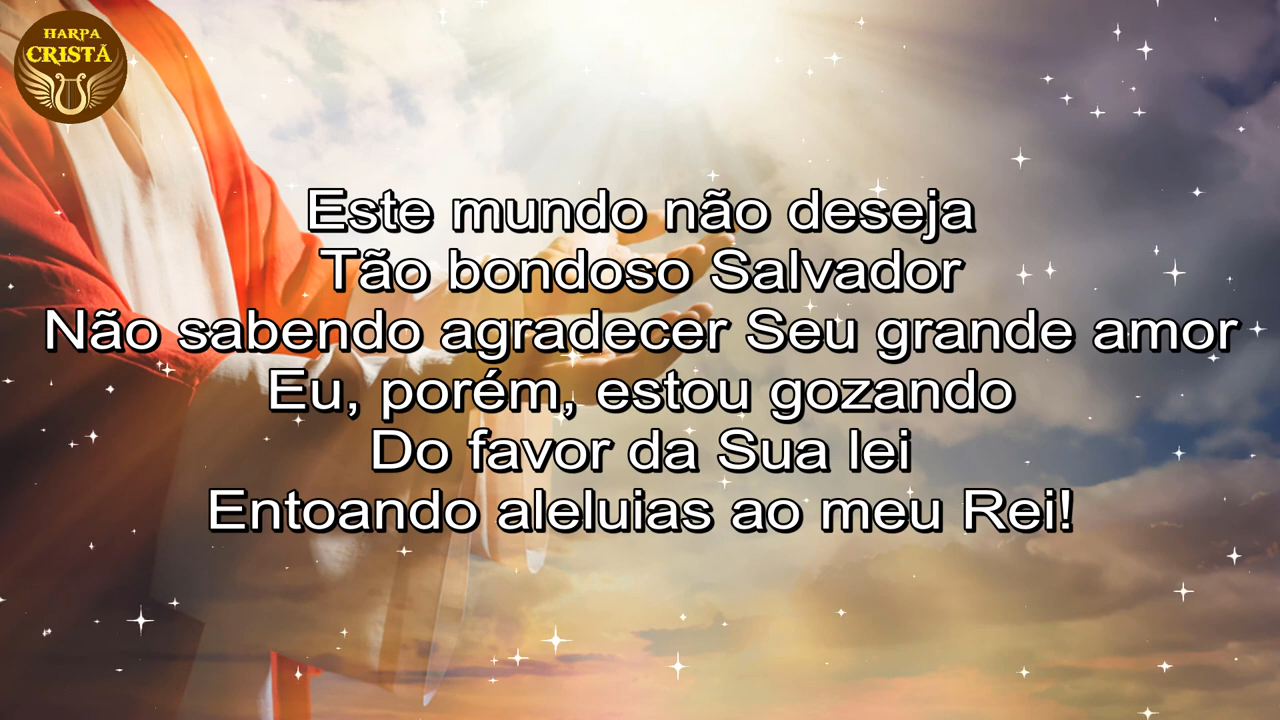 HARPA
CRISTÃ
Este mundo não deseja
Tão bondoso Salvador
Não sabendo agradecer Seu grande amor
Eu, porém, estou gozando
Do favor da Sua lei
Entoando aleluias ao meu Rei!